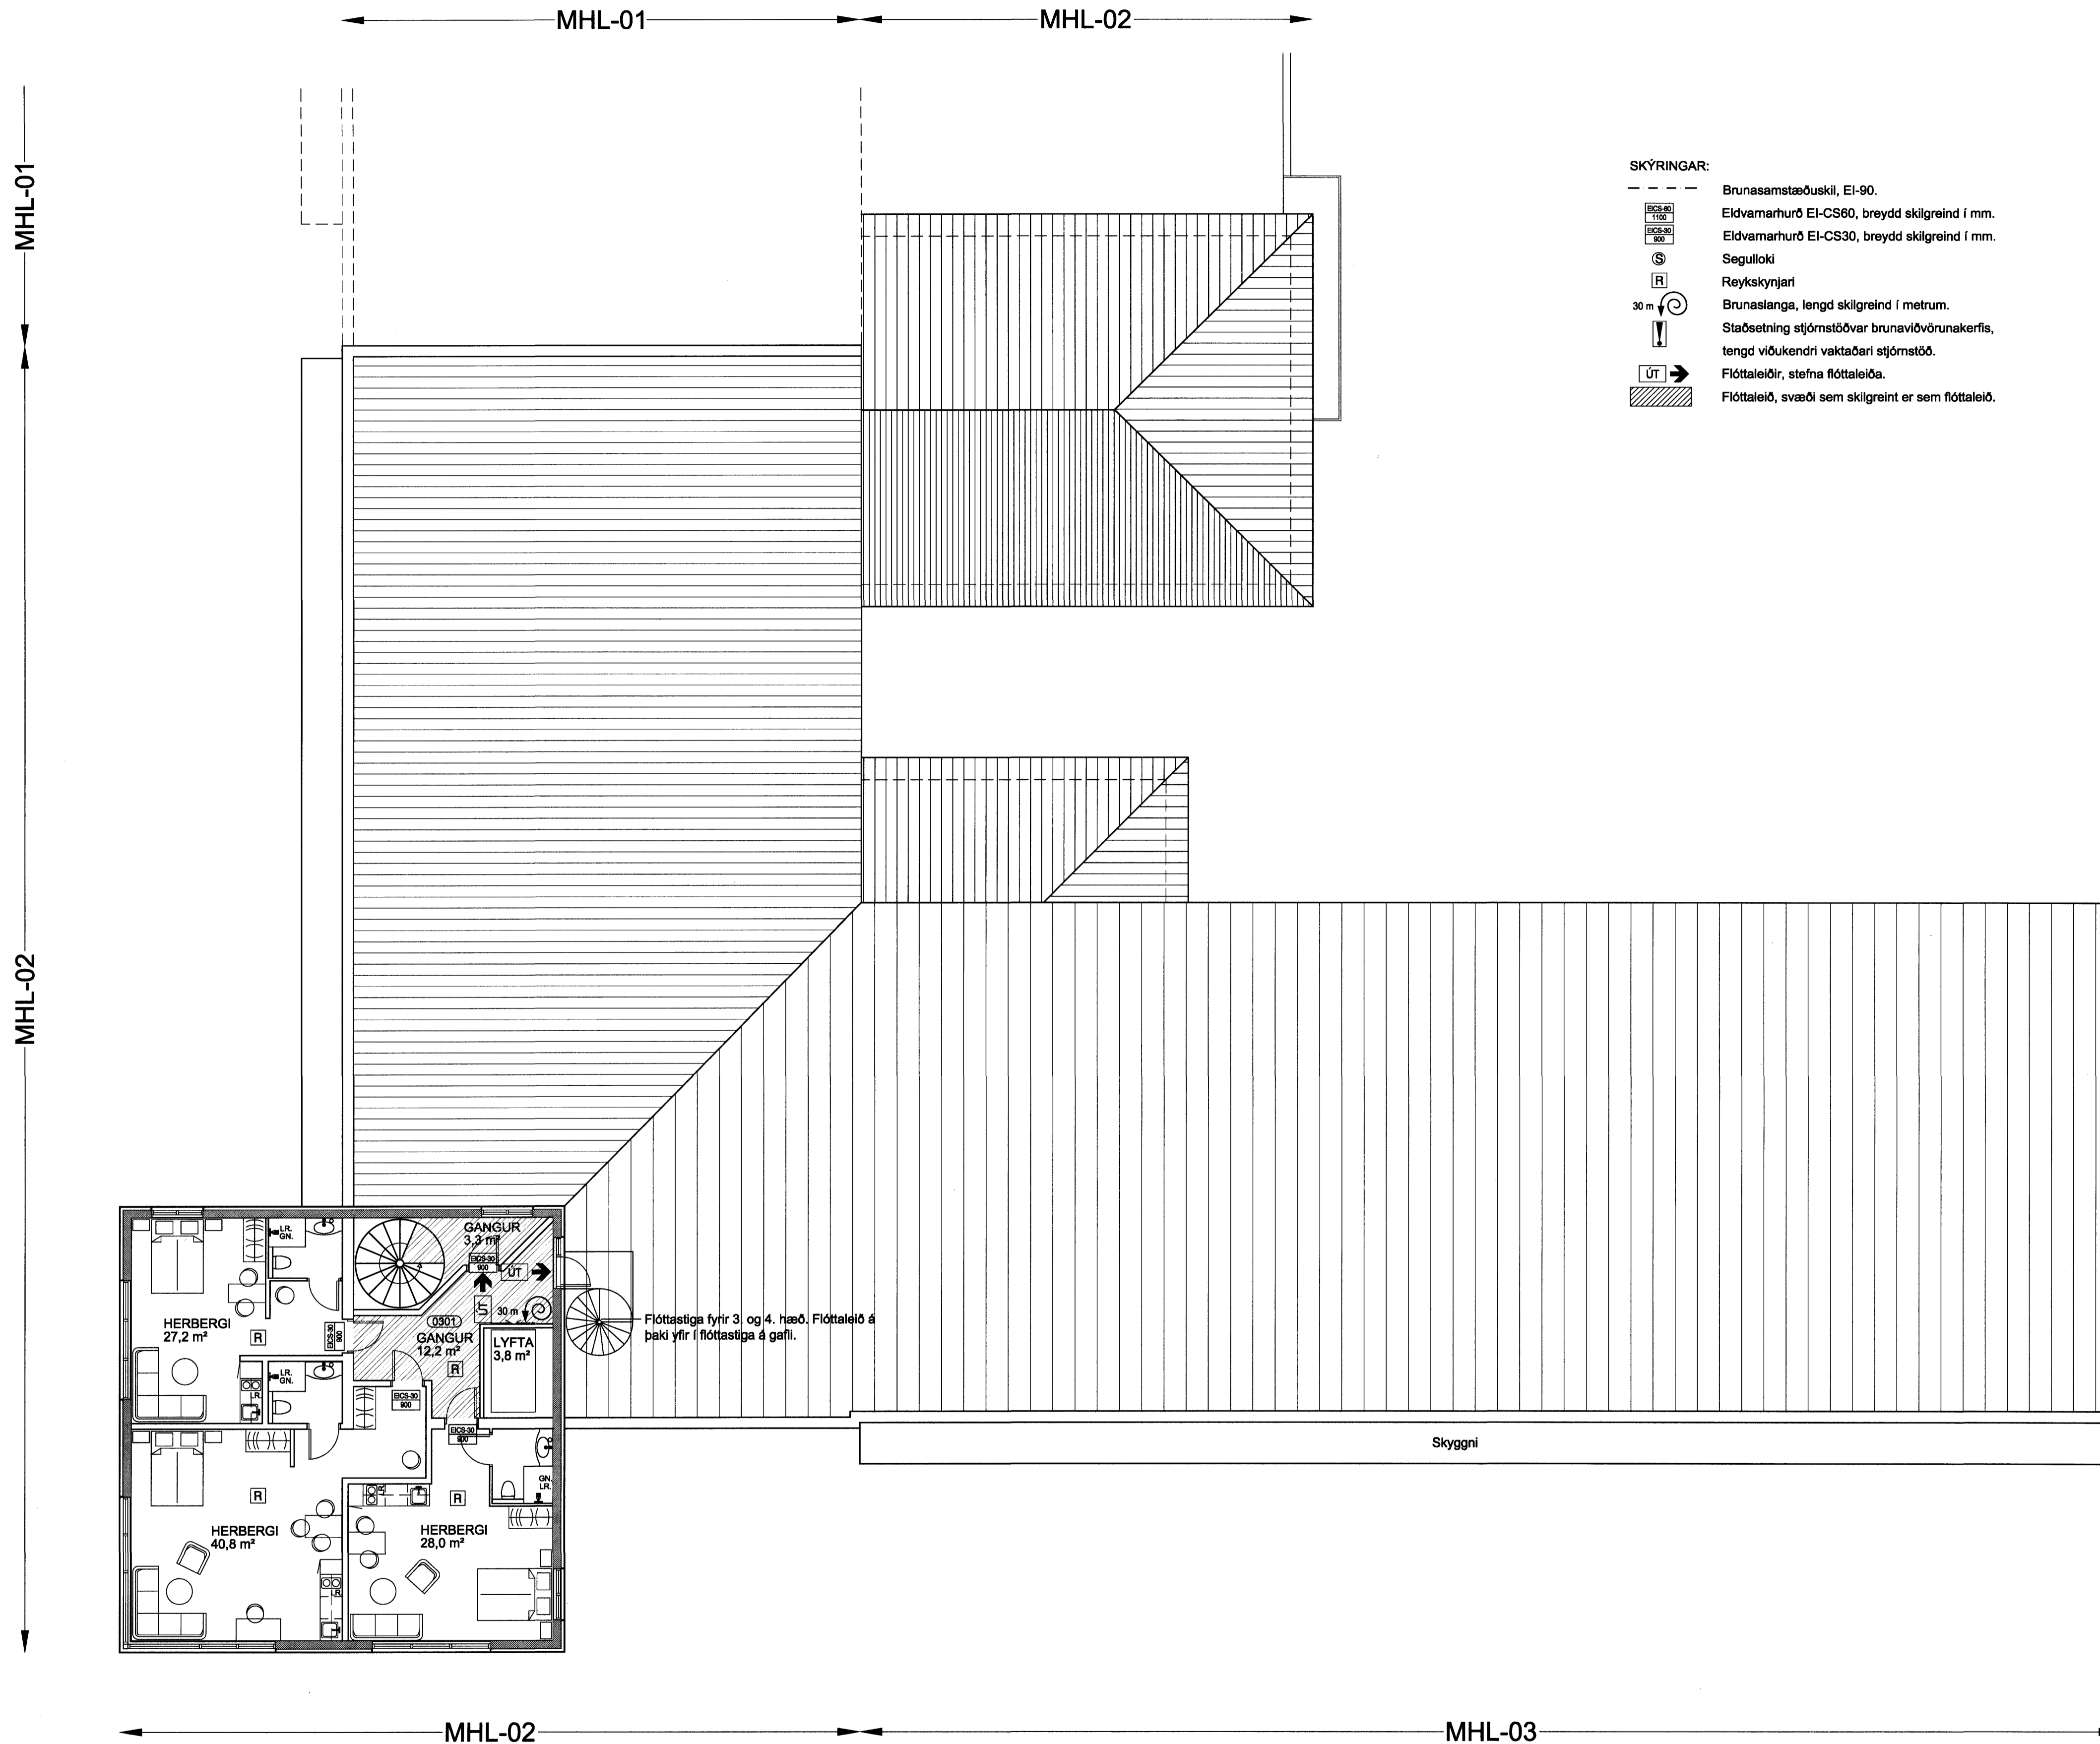 MHL-01
MHL-02
MHL-01
MHL-02
SKÝRINGAR:
Brunasamstæðuskil, EI-90.
EICS-60
1100
Eldvarnarhurð EI-CS60, breydd skilgreind í mm.
EICS-30
900
Eldvarnarhurð EI-CS30, breydd skilgreind í mm.
S
Segulloki
R
Reykskynjari
30 m
Brunaslanga, lengd skilgreind í metrum.
Staðsetning stjórnstöðvar brunaviðvörunakerfis,
tengd viðukendri vaktaðari stjórnstöð.
ÚT
Flóttaleiðir, stefna flóttaleiða.
Flóttaleið, svæði sem skilgreint er sem flóttaleið.
LR.
GN.
GANGUR
3,3 m²
EICS-30
900
ÚT
ÚT
30 m
HERBERGI
27,2 m²
R
EICS-30
900
0301
GANGUR
12,2 m²
R
LYFTA
3,8 m²
Flóttastiga fyrir 3. og 4. hæð. Flóttaleið á
þaki yfir í flóttastiga á gafli.
LR.
GN.
LR.
EICS-30
900
EICS-30
900
Skyggni
GN.
LR.
R
LR.
R
HERBERGI
40,8 m²
HERBERGI
28,0 m²
LR.
MHL-02
MHL-03